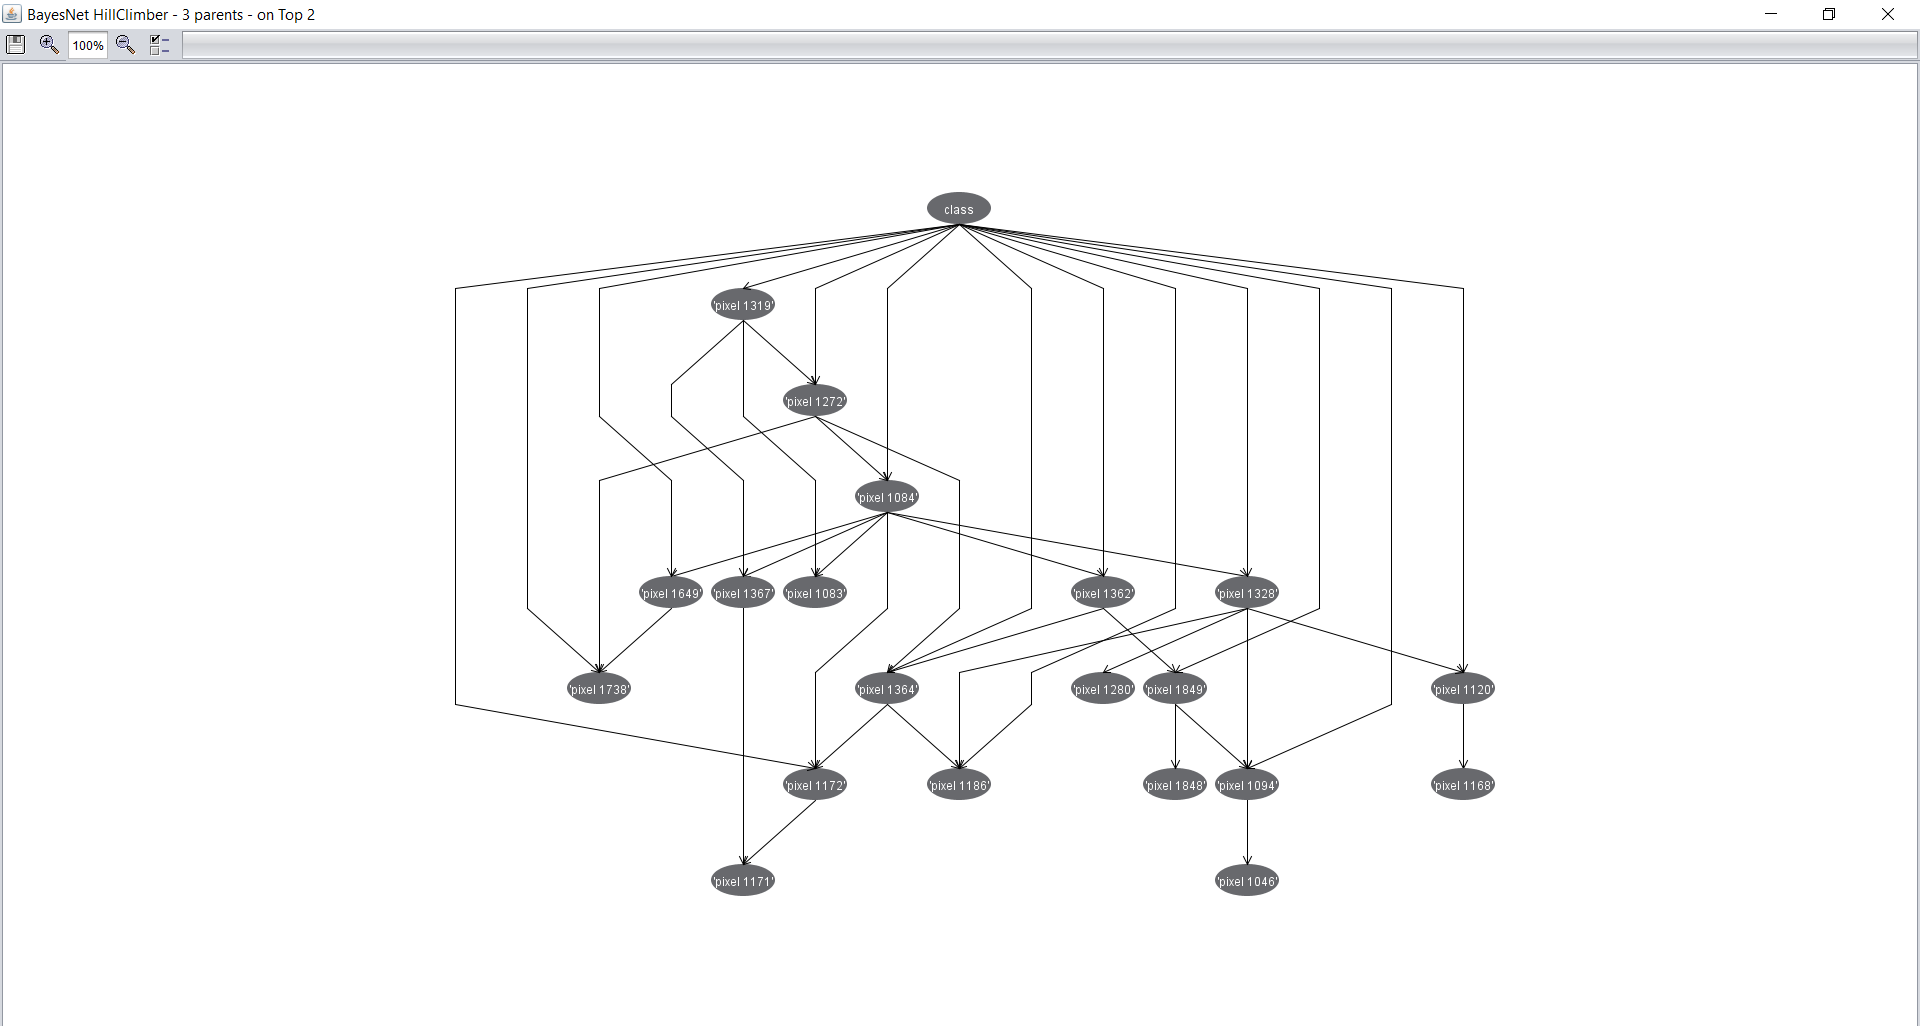 BayesNet HillClimber - 3 parents - on Top 2
100%
class
'pixel 1319'
'pixel 1272'
'pixel 1084'
'pixel 1649' 'pixel 1367' 'pixel 1083' 'pixel 1362' 'pixel 1328'
'pixel 1738' 'pixel 1364' 'pixel 1280' 'pixel 1849' 'pixel 1120'
'pixel 1172' 'pixel 1186' 'pixel 1848' 'pixel 1094' 'pixel 1168'
'pixel 1171' 'pixel 1046'